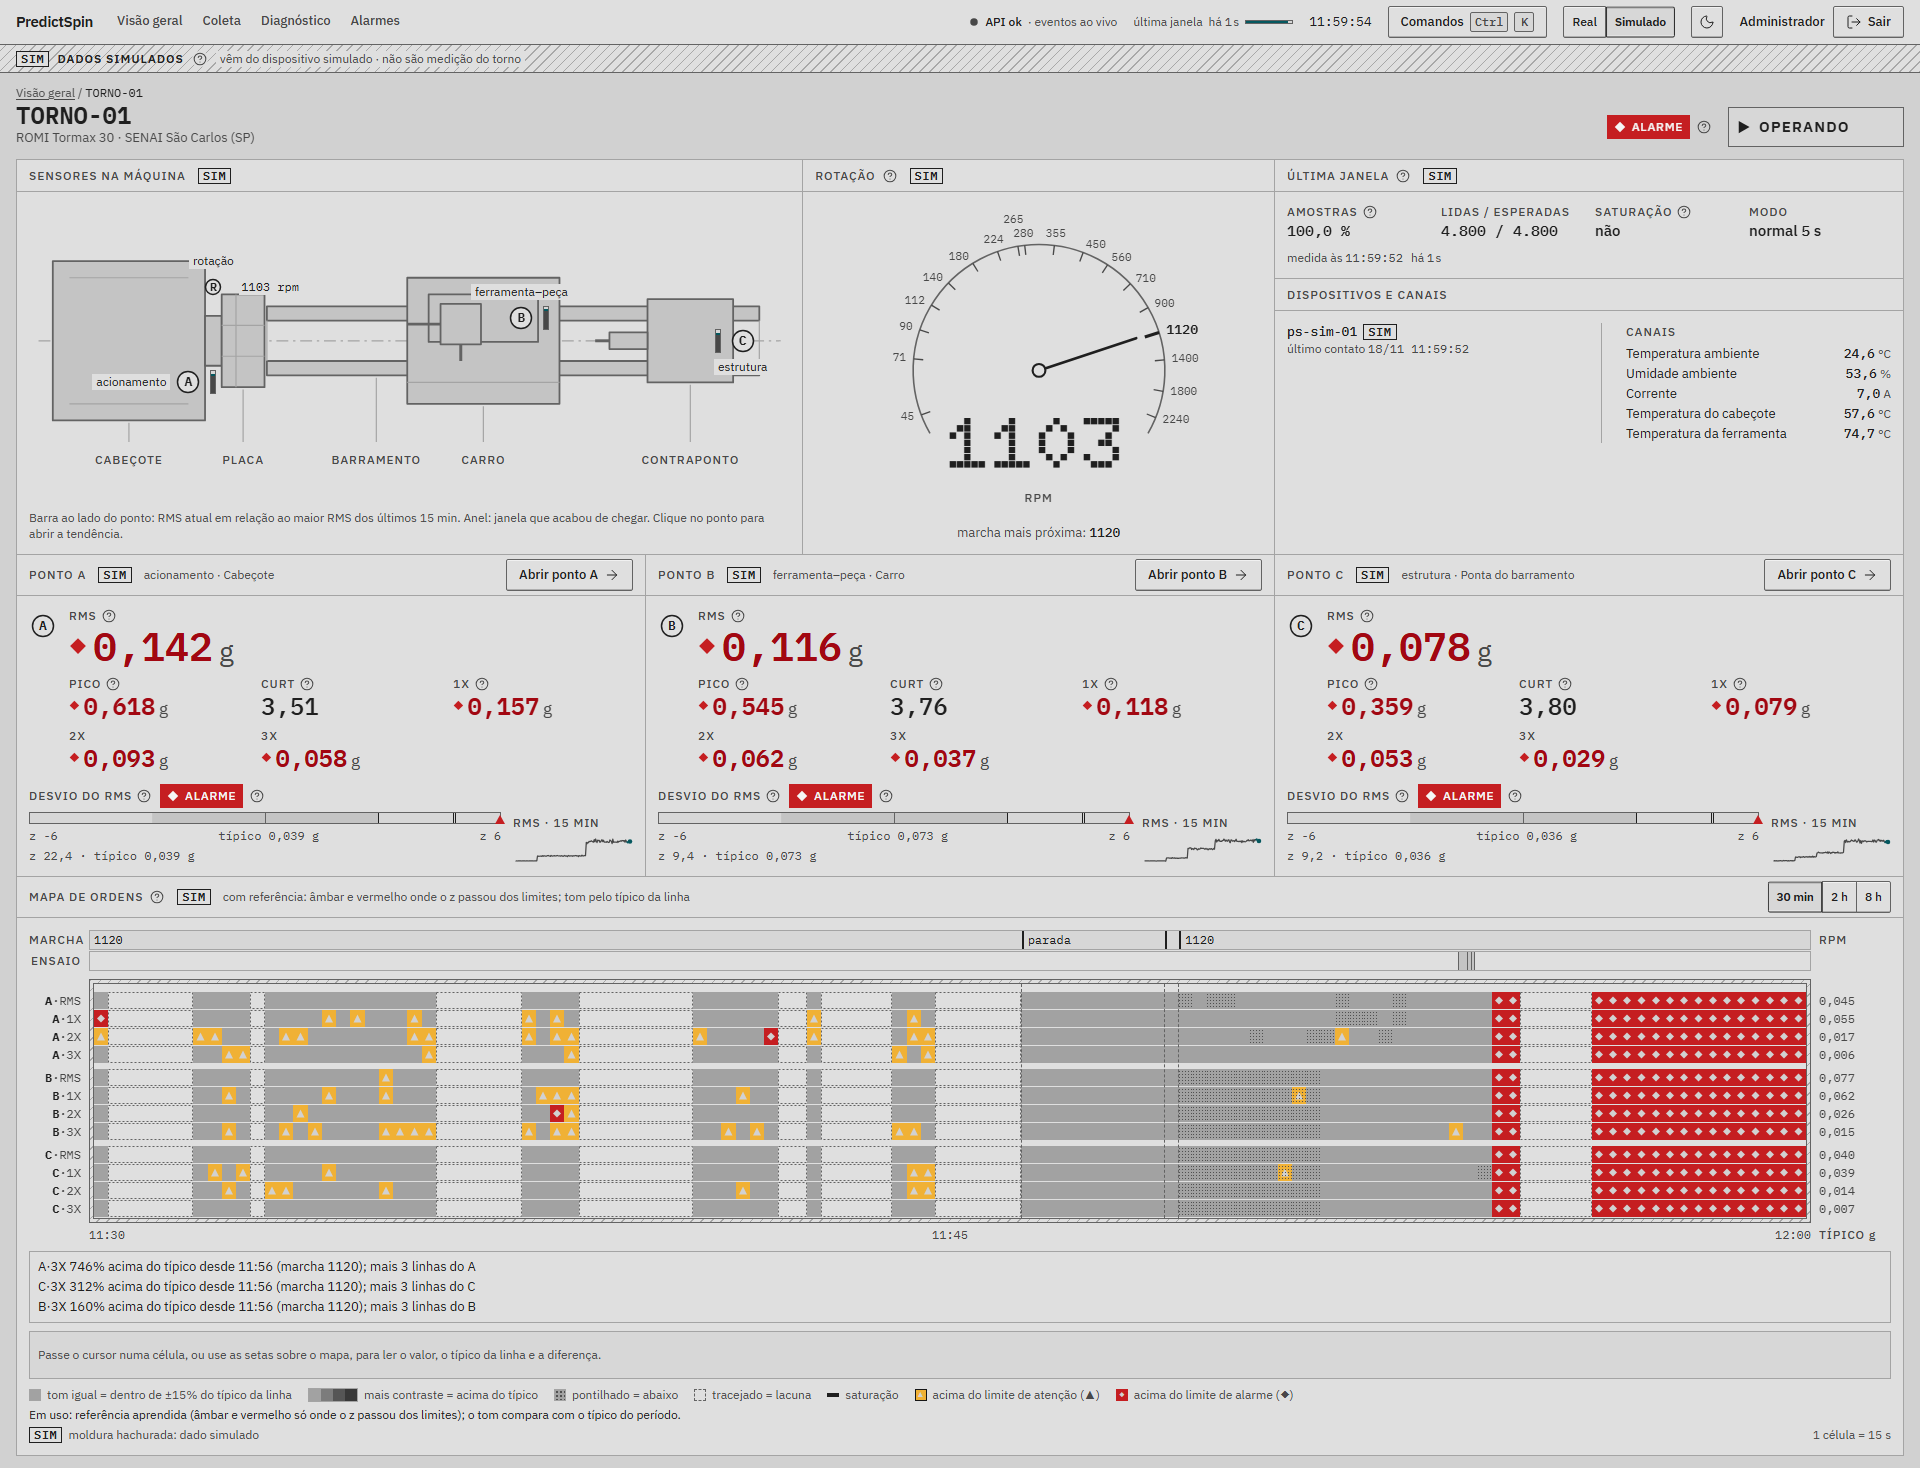 PredictSpin Visão geral Coleta Diagnóstico Alarmes API ok · eventos ao vivo última janela há 1 s 11:59:54 Comandos Ctrl K Real Simulado Administrador Sair
SIM DADOS SIMULADOS vêm do dispositivo simulado · não são medição do torno
Visão geral / TORNO-01
TORNO-01
ROMI Tormax 30 · SENAI São Carlos (SP)
ALARME OPERANDO
SENSORES NA MÁQUINA SIM
rotação
R 1103 rpm
ferramenta–peça
B
C
estrutura
acionamento A
CABEÇOTE PLACA BARRAMENTO CARRO CONTRAPONTO
Barra ao lado do ponto: RMS atual em relação ao maior RMS dos últimos 15 min. Anel: janela que acabou de chegar. Clique no ponto para
abrir a tendência.
ROTAÇÃO SIM
45 71 90 112 140 180 224 265 280 355 450 560 710 900 1120 1400 1800 2240
1103
RPM
marcha mais próxima: 1120
ÚLTIMA JANELA SIM
AMOSTRAS LIDAS / ESPERADAS SATURAÇÃO MODO
100,0 % 4.800 / 4.800 não normal 5 s
medida às 11:59:52 há 1 s
DISPOSITIVOS E CANAIS
ps-sim-01 SIM
último contato 18/11 11:59:52
CANAIS
Temperatura ambiente 24,6 °C
Umidade ambiente 53,6 %
Corrente 7,0 A
Temperatura do cabeçote 57,6 °C
Temperatura da ferramenta 74,7 °C
PONTO A SIM acionamento · Cabeçote Abrir ponto A
A RMS
0,142 g
PICO CURT 1X
0,618 g 3,51 0,157 g
2X 3X
0,093 g 0,058 g
DESVIO DO RMS ALARME
RMS · 15 MIN
z -6 típico 0,039 g z 6
z 22,4 · típico 0,039 g
PONTO B SIM ferramenta–peça · Carro Abrir ponto B
B RMS
0,116 g
PICO CURT 1X
0,545 g 3,76 0,118 g
2X 3X
0,062 g 0,037 g
DESVIO DO RMS ALARME
RMS · 15 MIN
z -6 típico 0,073 g z 6
z 9,4 · típico 0,073 g
PONTO C SIM estrutura · Ponta do barramento Abrir ponto C
C RMS
0,078 g
PICO CURT 1X
0,359 g 3,80 0,079 g
2X 3X
0,053 g 0,029 g
DESVIO DO RMS ALARME
RMS · 15 MIN
z -6 típico 0,036 g z 6
z 9,2 · típico 0,036 g
MAPA DE ORDENS SIM com referência: âmbar e vermelho onde o z passou dos limites; tom pelo típico da linha 30 min 2 h 8 h
MARCHA 1120 parada 1120 RPM
ENSAIO
A·RMS 0,045
A·1X 0,055
A·2X 0,017
A·3X 0,006
B·RMS 0,077
B·1X 0,062
B·2X 0,026
B·3X 0,015
C·RMS 0,040
C·1X 0,039
C·2X 0,014
C·3X 0,007
11:30 11:45 12:00 TÍPICO g
A·3X 746% acima do típico desde 11:56 (marcha 1120); mais 3 linhas do A
C·3X 312% acima do típico desde 11:56 (marcha 1120); mais 3 linhas do C
B·3X 160% acima do típico desde 11:56 (marcha 1120); mais 3 linhas do B
Passe o cursor numa célula, ou use as setas sobre o mapa, para ler o valor, o típico da linha e a diferença.
tom igual = dentro de ±15% do típico da linha mais contraste = acima do típico pontilhado = abaixo tracejado = lacuna saturação acima do limite de atenção (▲) acima do limite de alarme (◆)
Em uso: referência aprendida (âmbar e vermelho só onde o z passou dos limites); o tom compara com o típico do período.
SIM moldura hachurada: dado simulado 1 célula = 15 s